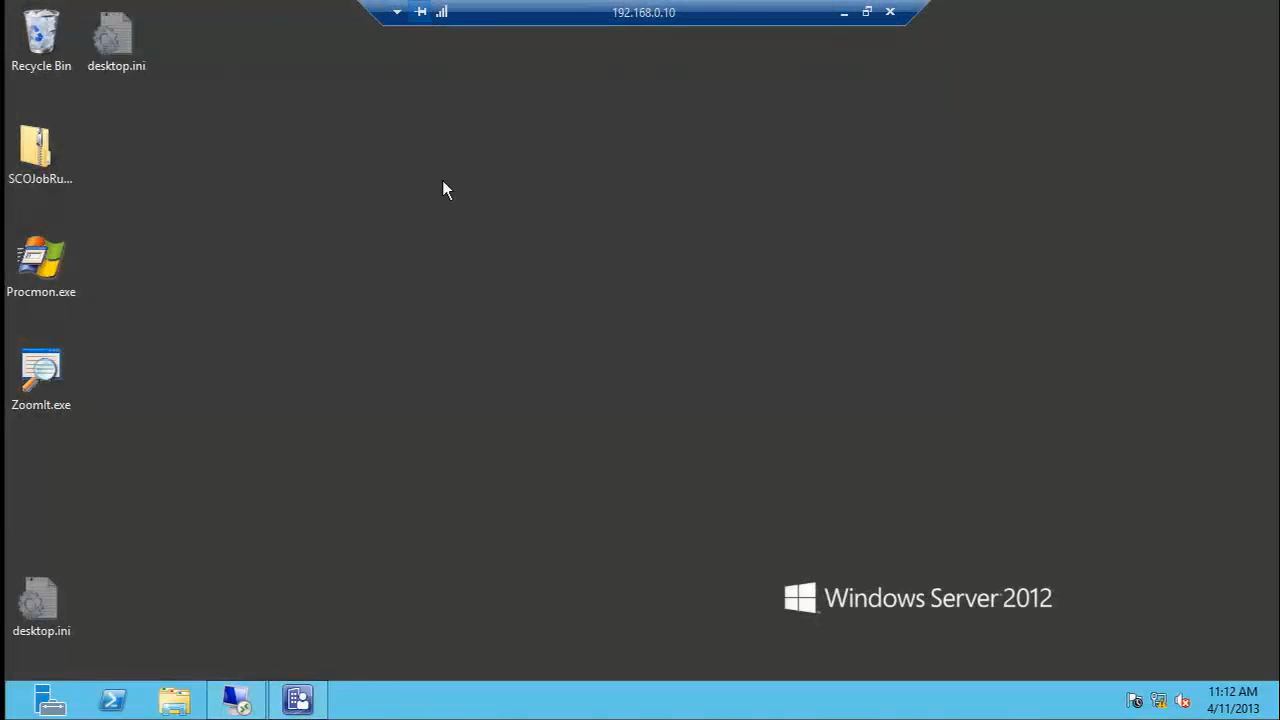 192.168.0.10
Recycle Bin
desktop.ini
SCOJobRu...
Procmon.exe
ZoomIt.exe
desktop.ini
Windows Server 2012
11:12 AM
4/11/2013